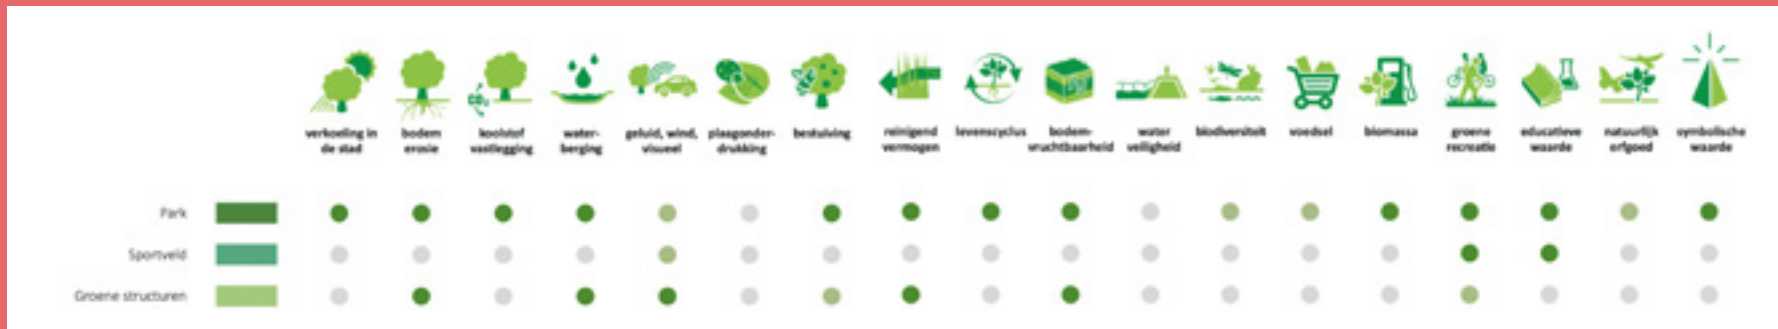 CO₂
verkoeling in
de stad
bodem
erosie
koolstof
vastlegging
water-
berging
geluid, wind,
visueel
plaagonder-
drukking
bestuiving
reinigend
vermogen
levenscyclus
bodem-
vruchtbaarheid
water
veiligheid
biodiversiteit
voedsel
biomassa
groene
recreatie
educatieve
waarde
natuurlijk
erfgoed
symbolische
waarde
Park
Sportveld
Groene structuren